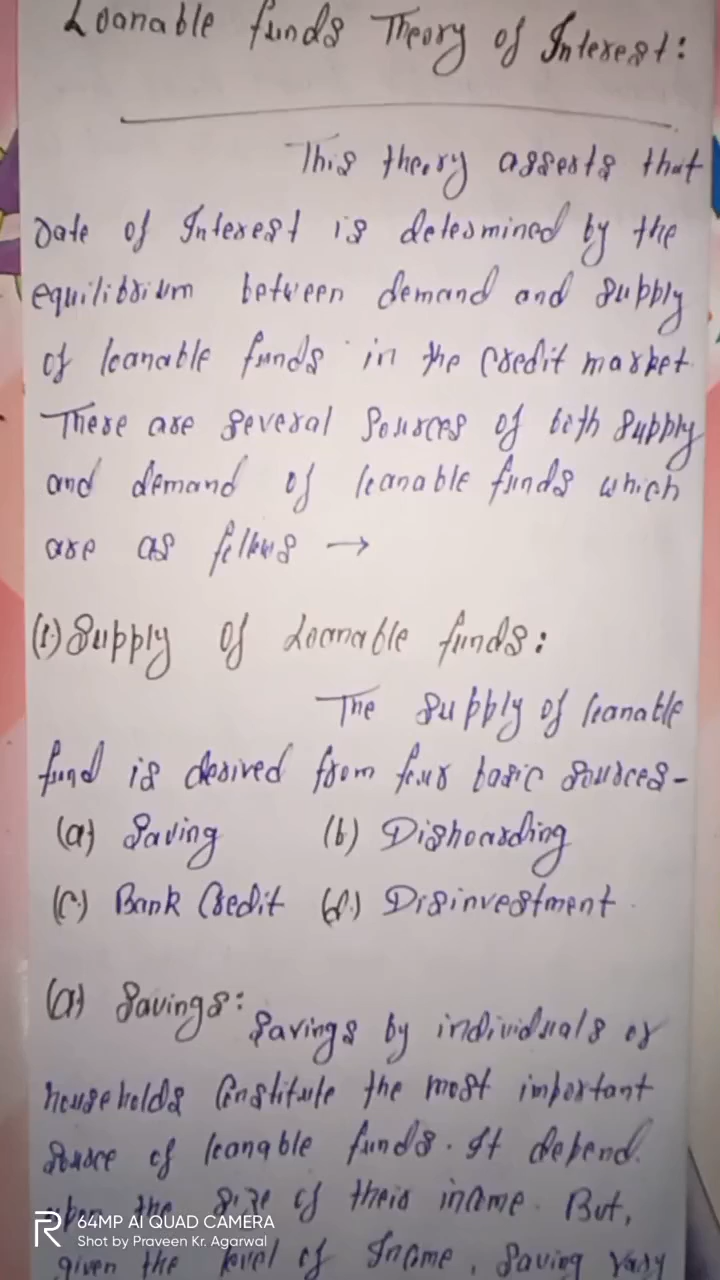 Loanable funds Theory of Interest:
This theory asserts that
rate of Interest is determined by the
equilibrium between demand and supply
of loanable funds in the credit market.
There are several sources of both supply
and demand of loanable funds which
are as follows →
(1) Supply of Loanable funds:
The supply of loanable
fund is derived from four basic sources-
(a) Saving (b) Dishoarding
(c) Bank Credit (d) Disinvestment
(a) Savings:
Savings by individuals or
households Constitute the most important
source of loanable funds. It depend
upon the size of their income. But,
given the level of Income, Saving vary
64MP AI QUAD CAMERA
Shot by Praveen Kr. Agarwal